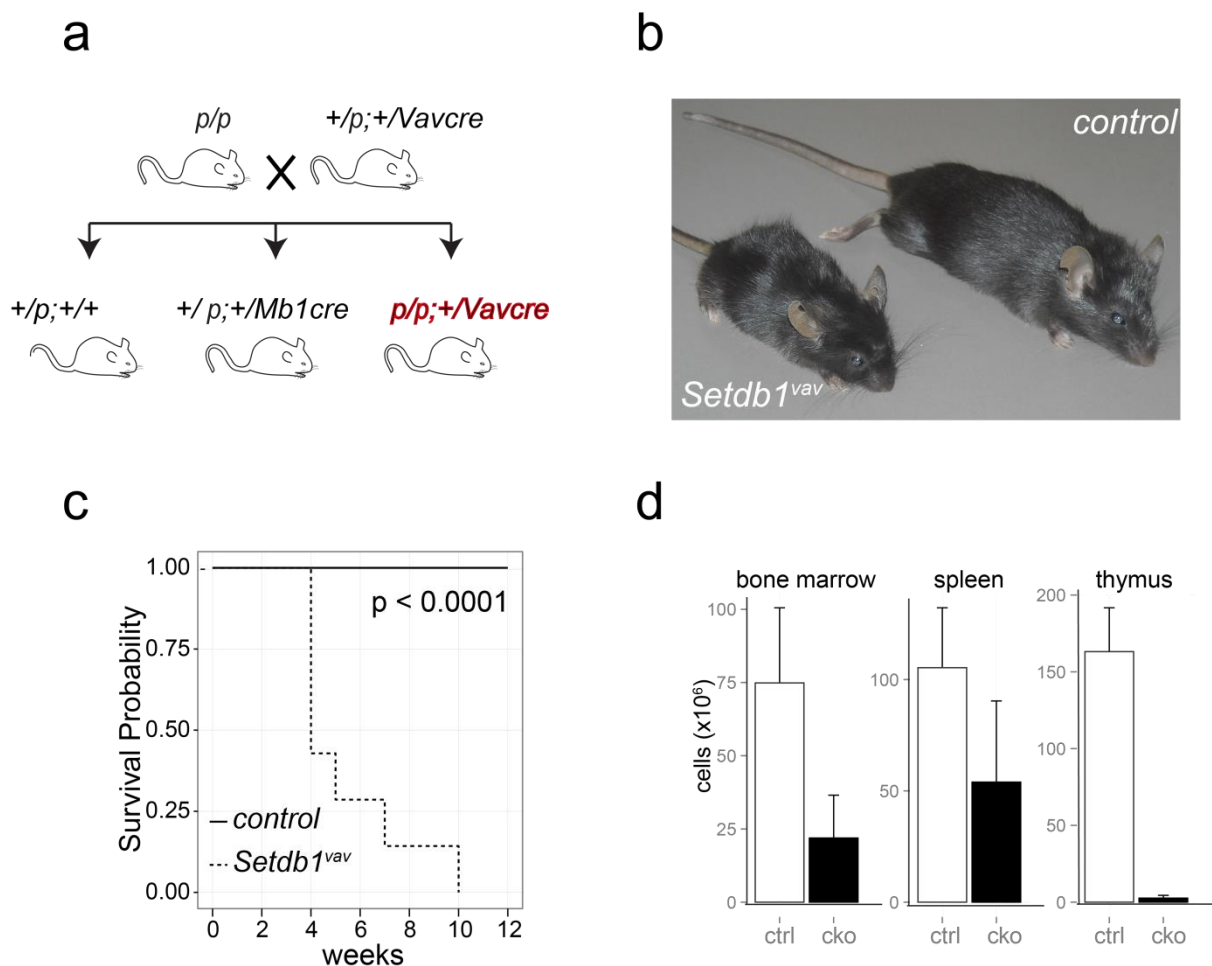 a
p/p
+/p;+/Vavcre
X
+/p;+/+
+/ p;+/Mb1cre
p/p;+/Vavcre
b
control
Setdb1vav
c
Survival Probability
1.00
0.75
0.50
0.25
0.00
p < 0.0001
control
Setdb1vav
0 2 4 6 8 10 12
weeks
d
cells (x10⁶)
bone marrow
100
75
50
25
0
ctrl cko
spleen
100
50
0
ctrl cko
thymus
200
150
100
50
0
ctrl cko